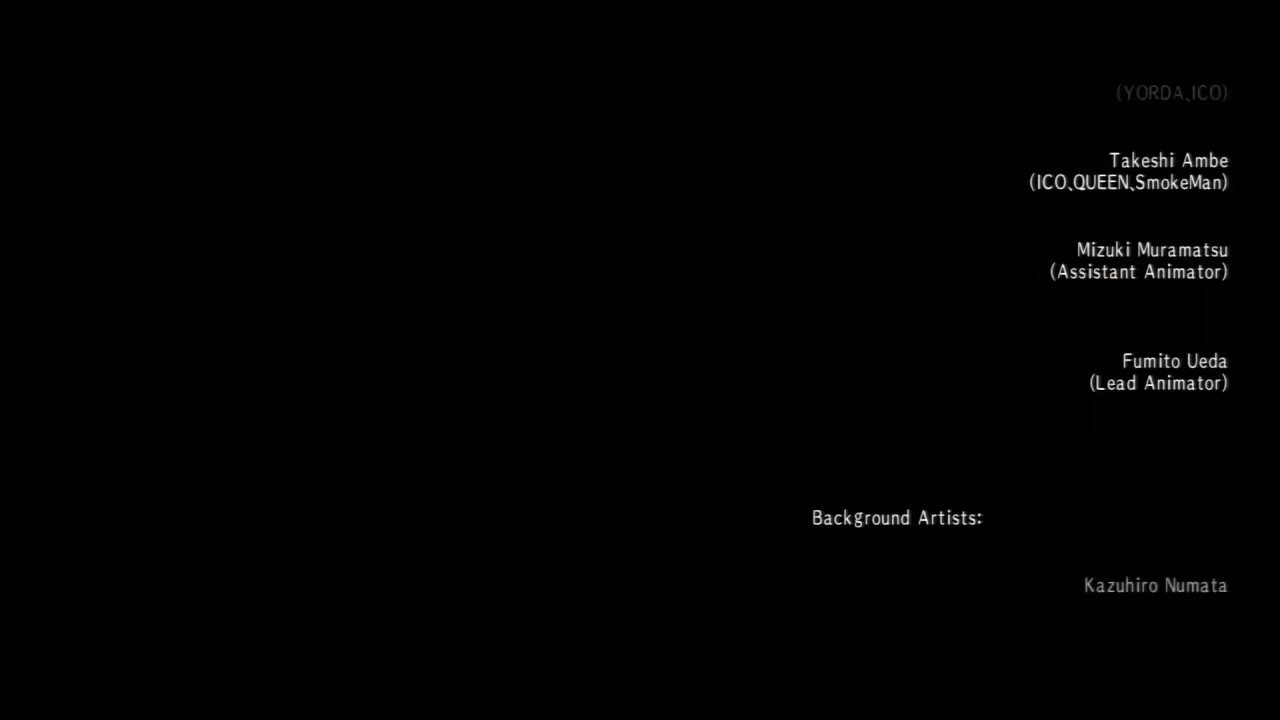 (YORDA、ICO)
Takeshi Ambe
(ICO、QUEEN、SmokeMan)
Mizuki Muramatsu
(Assistant Animator)
Fumito Ueda
(Lead Animator)
Background Artists:
Kazuhiro Numata